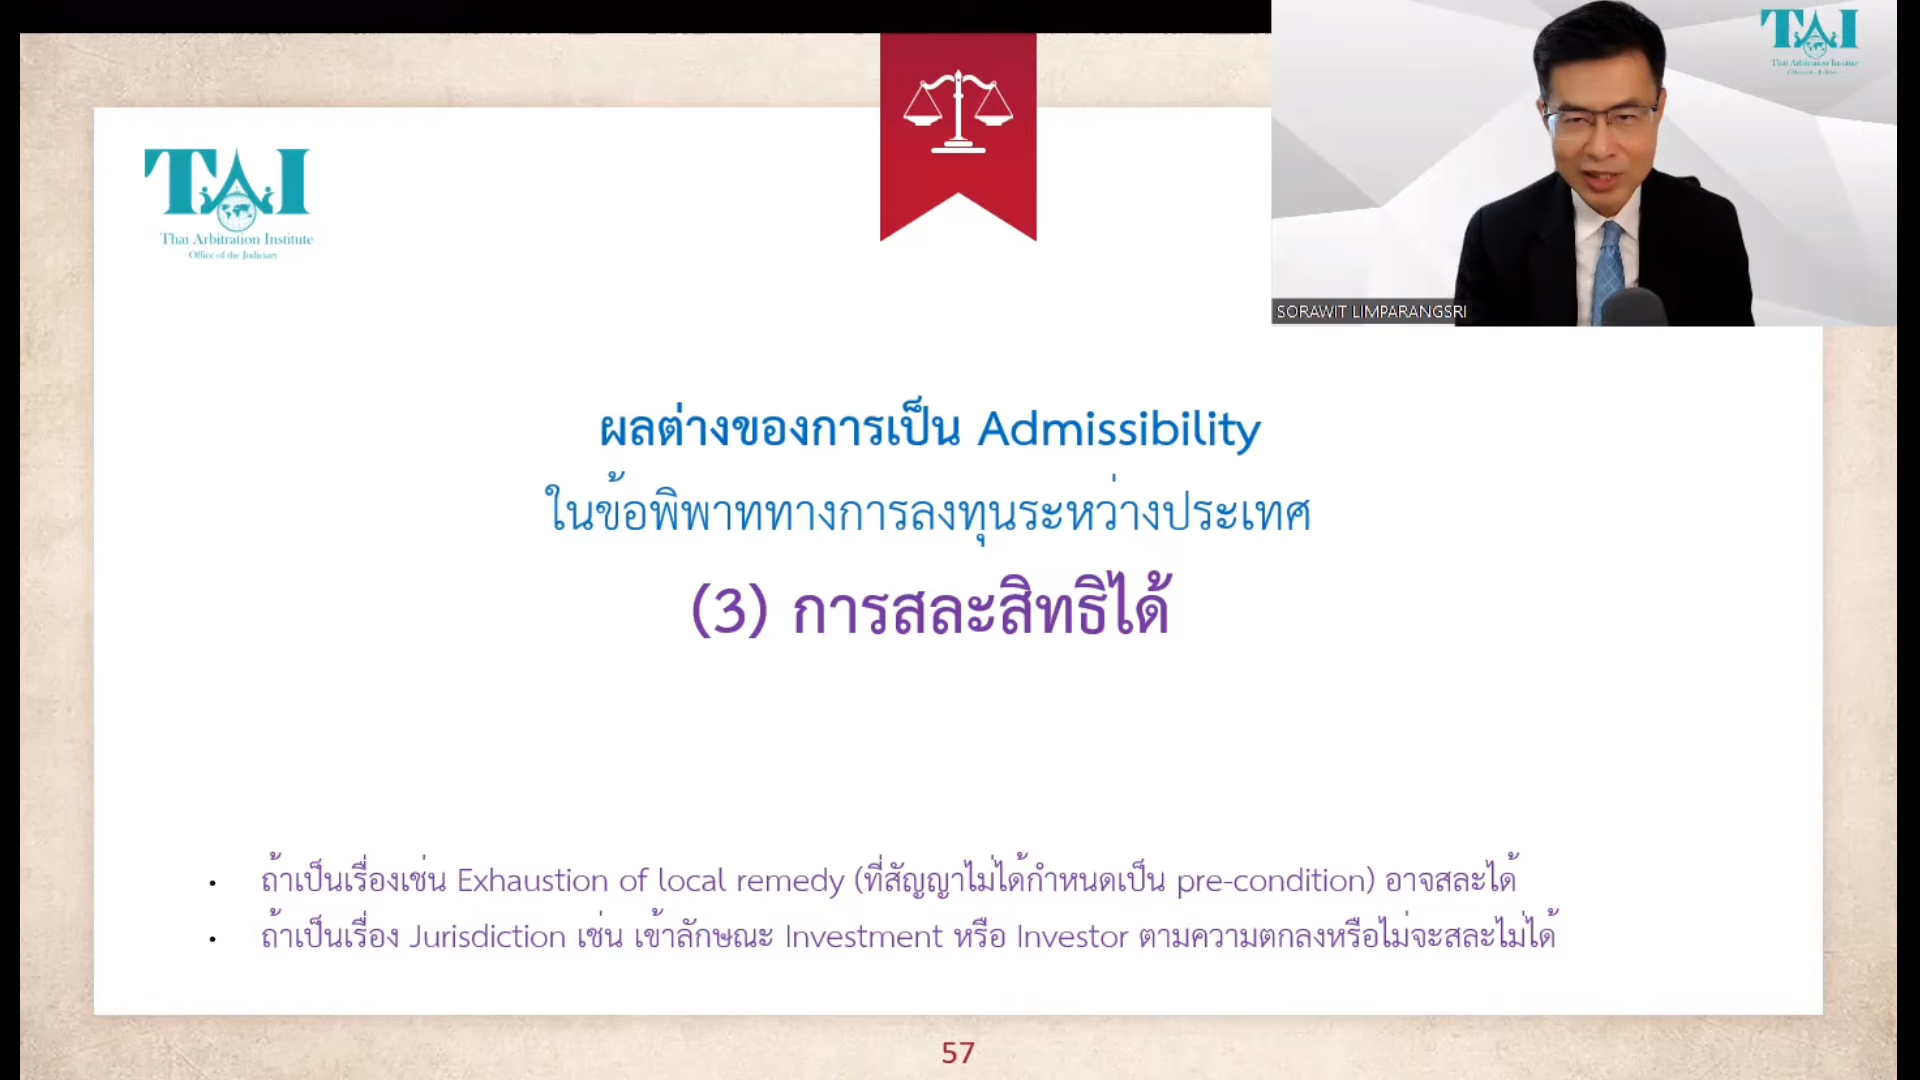 TAI
Thai Arbitration Institute
Office of the Judiciary
TAI
Thai Arbitration Institute
SORAWIT LIMPARANGSRI
ผลต่างของการเป็น Admissibility
ในข้อพิพาททางการลงทุนระหว่างประเทศ
(3) การสละสิทธิได้
• ถ้าเป็นเรื่องเช่น Exhaustion of local remedy (ที่สัญญาไม่ได้กำหนดเป็น pre-condition) อาจสละได้
• ถ้าเป็นเรื่อง Jurisdiction เช่น เข้าลักษณะ Investment หรือ Investor ตามความตกลงหรือไม่จะสละไม่ได้
57